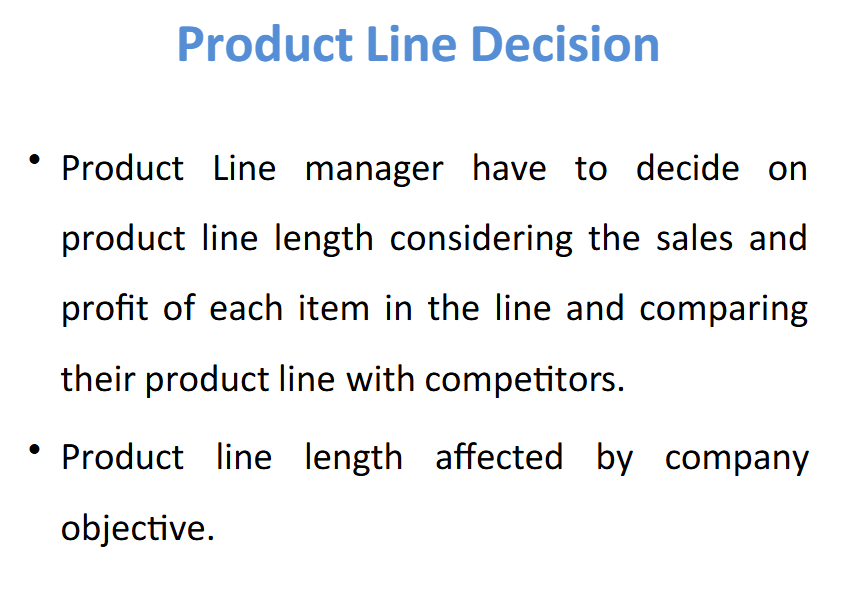 Product Line Decision
• Product Line manager have to decide on
product line length considering the sales and
profit of each item in the line and comparing
their product line with competitors.
• Product line length affected by company
objective.